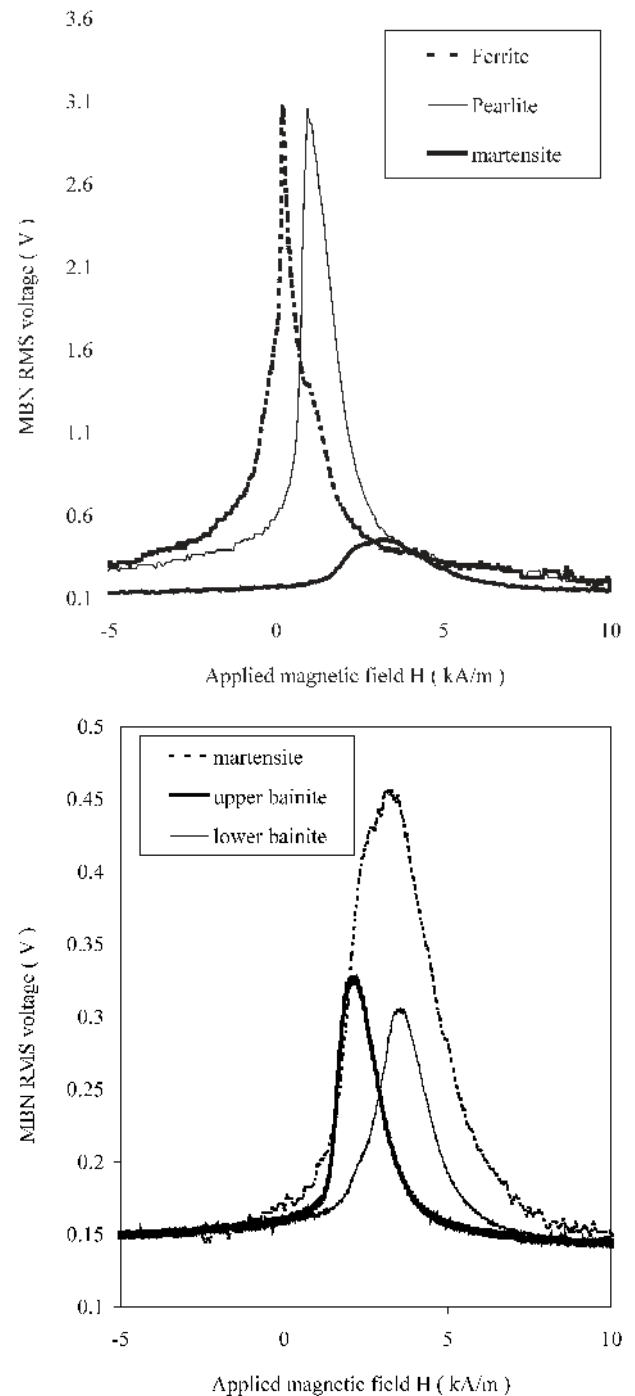 3.6
3.1
2.6
2.1
1.6
1.1
0.6
0.1
MBN RMS voltage ( V )
Ferrite
Pearlite
martensite
-5 0 5 10
Applied magnetic field H ( kA/m )
0.5
0.45
0.4
0.35
0.3
0.25
0.2
0.15
0.1
MBN RMS voltage ( V )
martensite
upper bainite
lower bainite
-5 0 5 10
Applied magnetic field H ( kA/m )